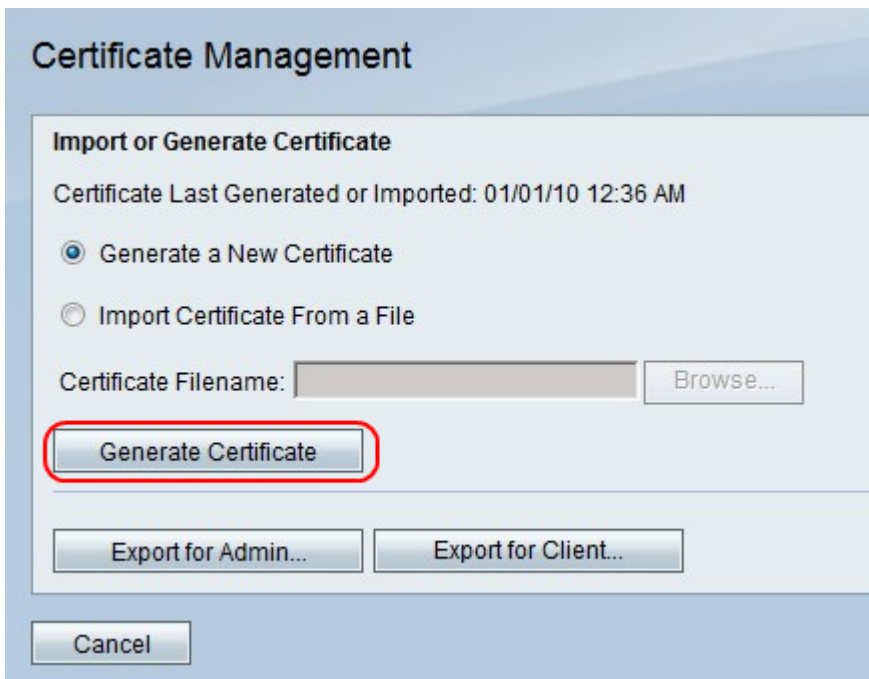 Certificate Management
Import or Generate Certificate
Certificate Last Generated or Imported: 01/01/10 12:36 AM
Generate a New Certificate
Import Certificate From a File
Certificate Filename: Browse...
Generate Certificate
Export for Admin... Export for Client...
Cancel